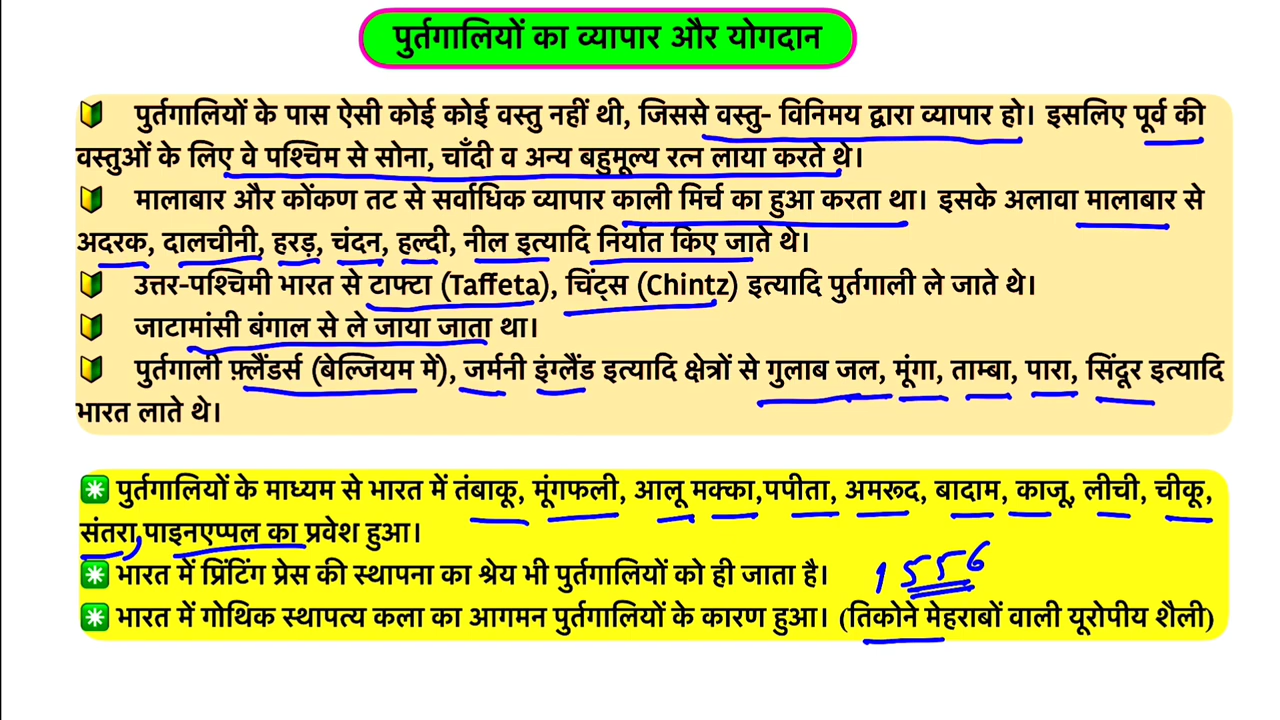 पुर्तगालियों का व्यापार और योगदान
पुर्तगालियों के पास ऐसी कोई कोई वस्तु नहीं थी, जिससे वस्तु- विनिमय द्वारा व्यापार हो। इसलिए पूर्व की
वस्तुओं के लिए वे पश्चिम से सोना, चाँदी व अन्य बहुमूल्य रत्न लाया करते थे।
मालाबार और कोंकण तट से सर्वाधिक व्यापार काली मिर्च का हुआ करता था। इसके अलावा मालाबार से
अदरक, दालचीनी, हरड़, चंदन, हल्दी, नील इत्यादि निर्यात किए जाते थे।
उत्तर-पश्चिमी भारत से टाफ्टा (Taffeta), चिंट्स (Chintz) इत्यादि पुर्तगाली ले जाते थे।
जाटामांसी बंगाल से ले जाया जाता था।
पुर्तगाली फ़्लैंडर्स (बेल्जियम में), जर्मनी इंग्लैंड इत्यादि क्षेत्रों से गुलाब जल, मूंगा, ताम्बा, पारा, सिंदूर इत्यादि
भारत लाते थे।
पुर्तगालियों के माध्यम से भारत में तंबाकू, मूंगफली, आलू मक्का,पपीता, अमरूद, बादाम, काजू, लीची, चीकू,
संतरा,पाइनएप्पल का प्रवेश हुआ।
भारत में प्रिंटिंग प्रेस की स्थापना का श्रेय भी पुर्तगालियों को ही जाता है। 1556
भारत में गोथिक स्थापत्य कला का आगमन पुर्तगालियों के कारण हुआ। (तिकोने मेहराबों वाली यूरोपीय शैली)